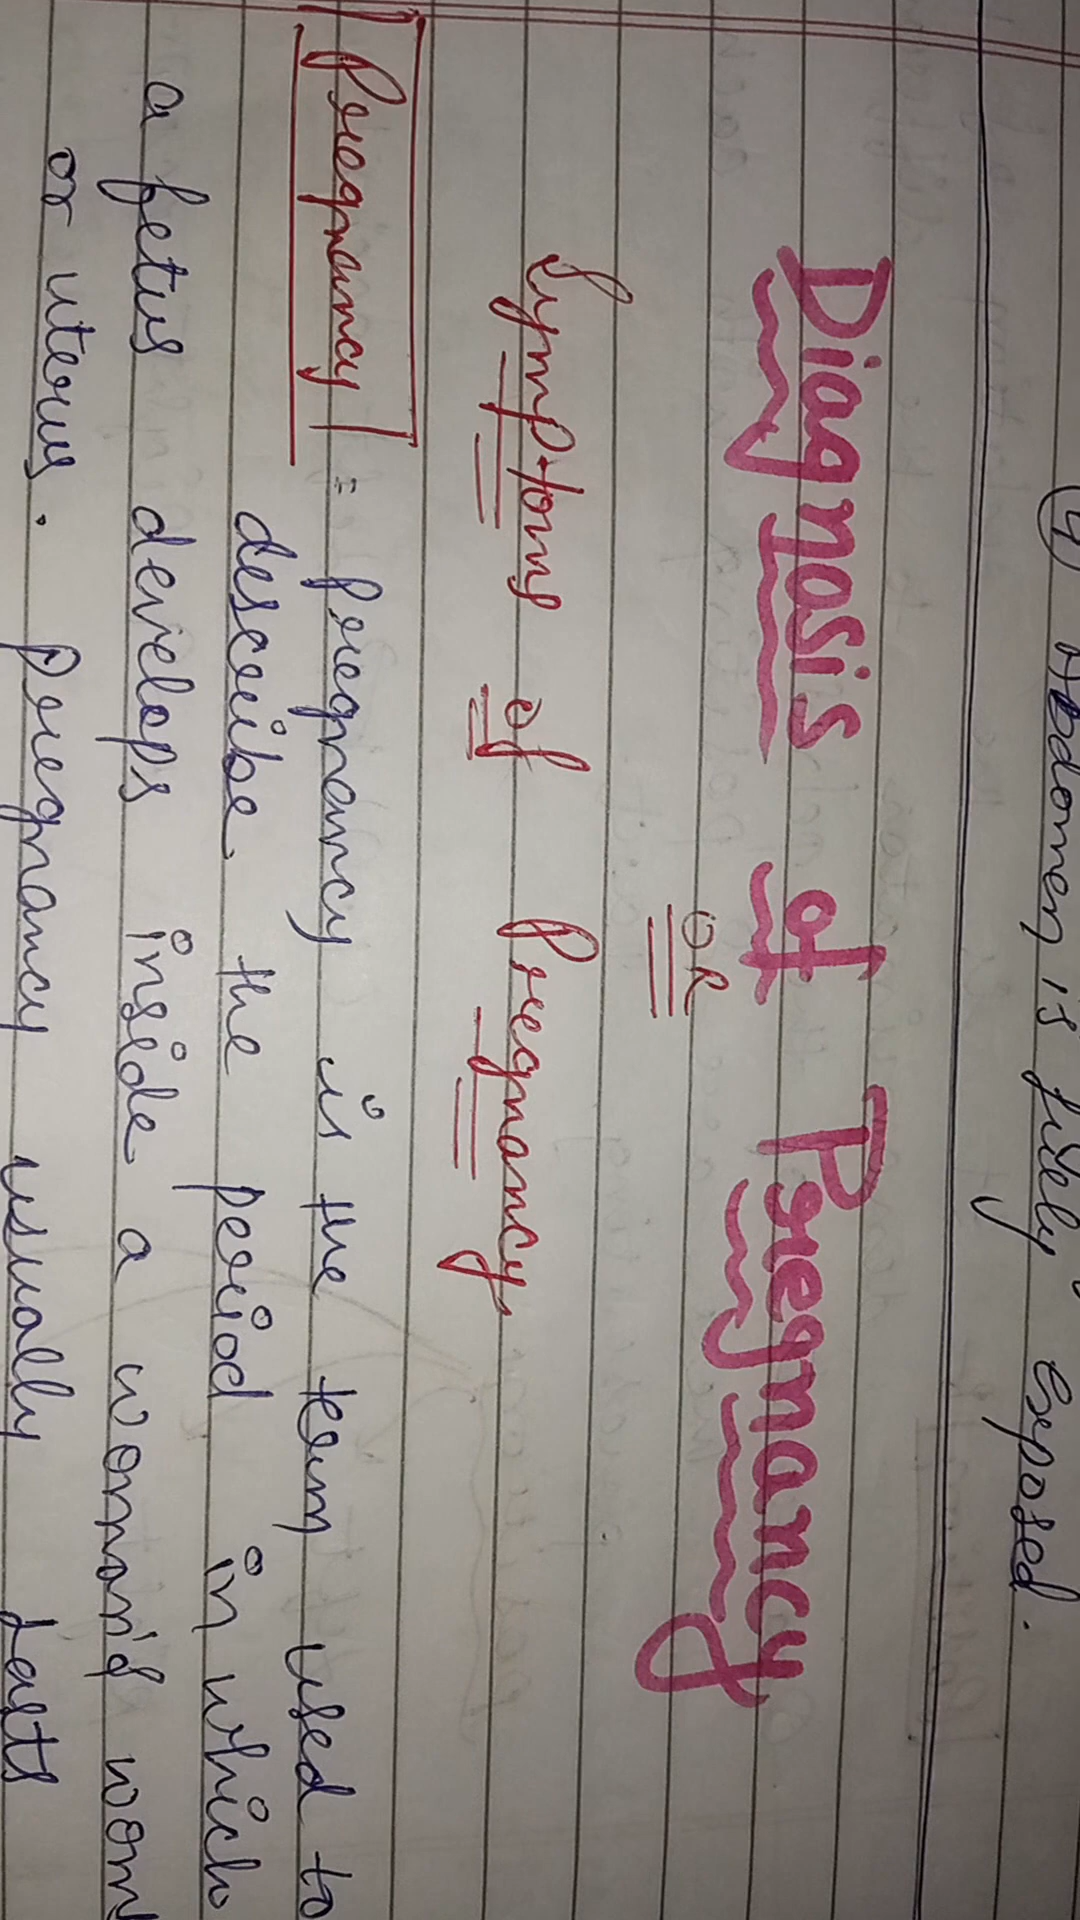 (4) Abdomen is fully exposed.
Diagnosis of Pregnancy
OR
Symptoms of Pregnancy
Pregnancy := Pregnancy is the term used to
describe the period in which
a fetus develops inside a woman's womb
or uterus. Pregnancy usually lasts